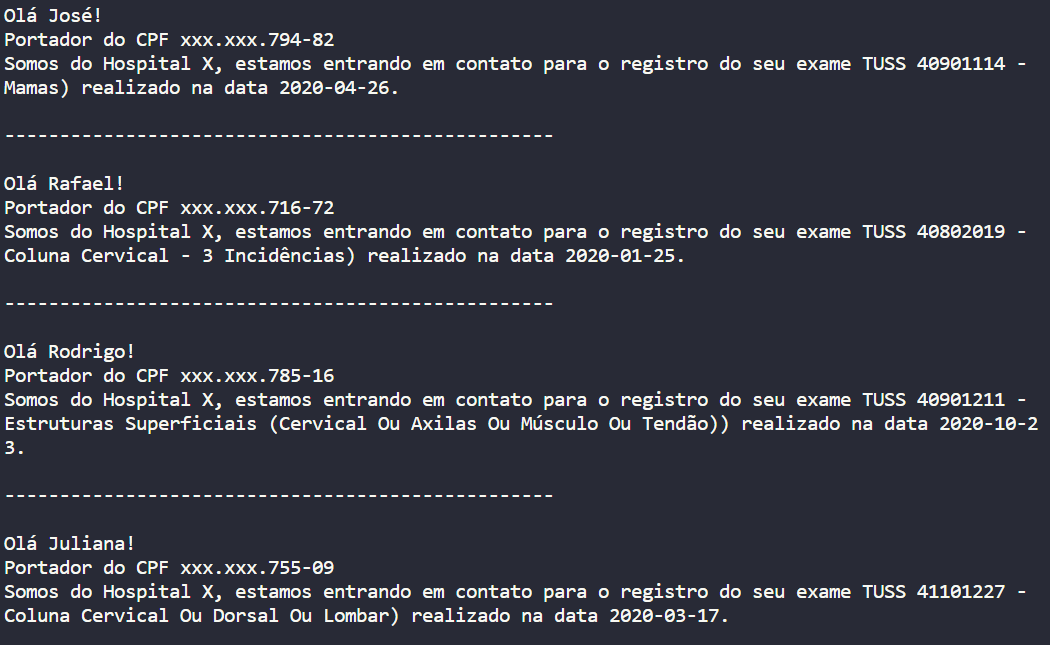 Olá José!
Portador do CPF xxx.xxx.794-82
Somos do Hospital X, estamos entrando em contato para o registro do seu exame TUSS 40901114 -
Mamas) realizado na data 2020-04-26.
--------------------------------------------------
Olá Rafael!
Portador do CPF xxx.xxx.716-72
Somos do Hospital X, estamos entrando em contato para o registro do seu exame TUSS 40802019 -
Coluna Cervical - 3 Incidências) realizado na data 2020-01-25.
--------------------------------------------------
Olá Rodrigo!
Portador do CPF xxx.xxx.785-16
Somos do Hospital X, estamos entrando em contato para o registro do seu exame TUSS 40901211 -
Estruturas Superficiais (Cervical Ou Axilas Ou Músculo Ou Tendão)) realizado na data 2020-10-2
3.
--------------------------------------------------
Olá Juliana!
Portador do CPF xxx.xxx.755-09
Somos do Hospital X, estamos entrando em contato para o registro do seu exame TUSS 41101227 -
Coluna Cervical Ou Dorsal Ou Lombar) realizado na data 2020-03-17.